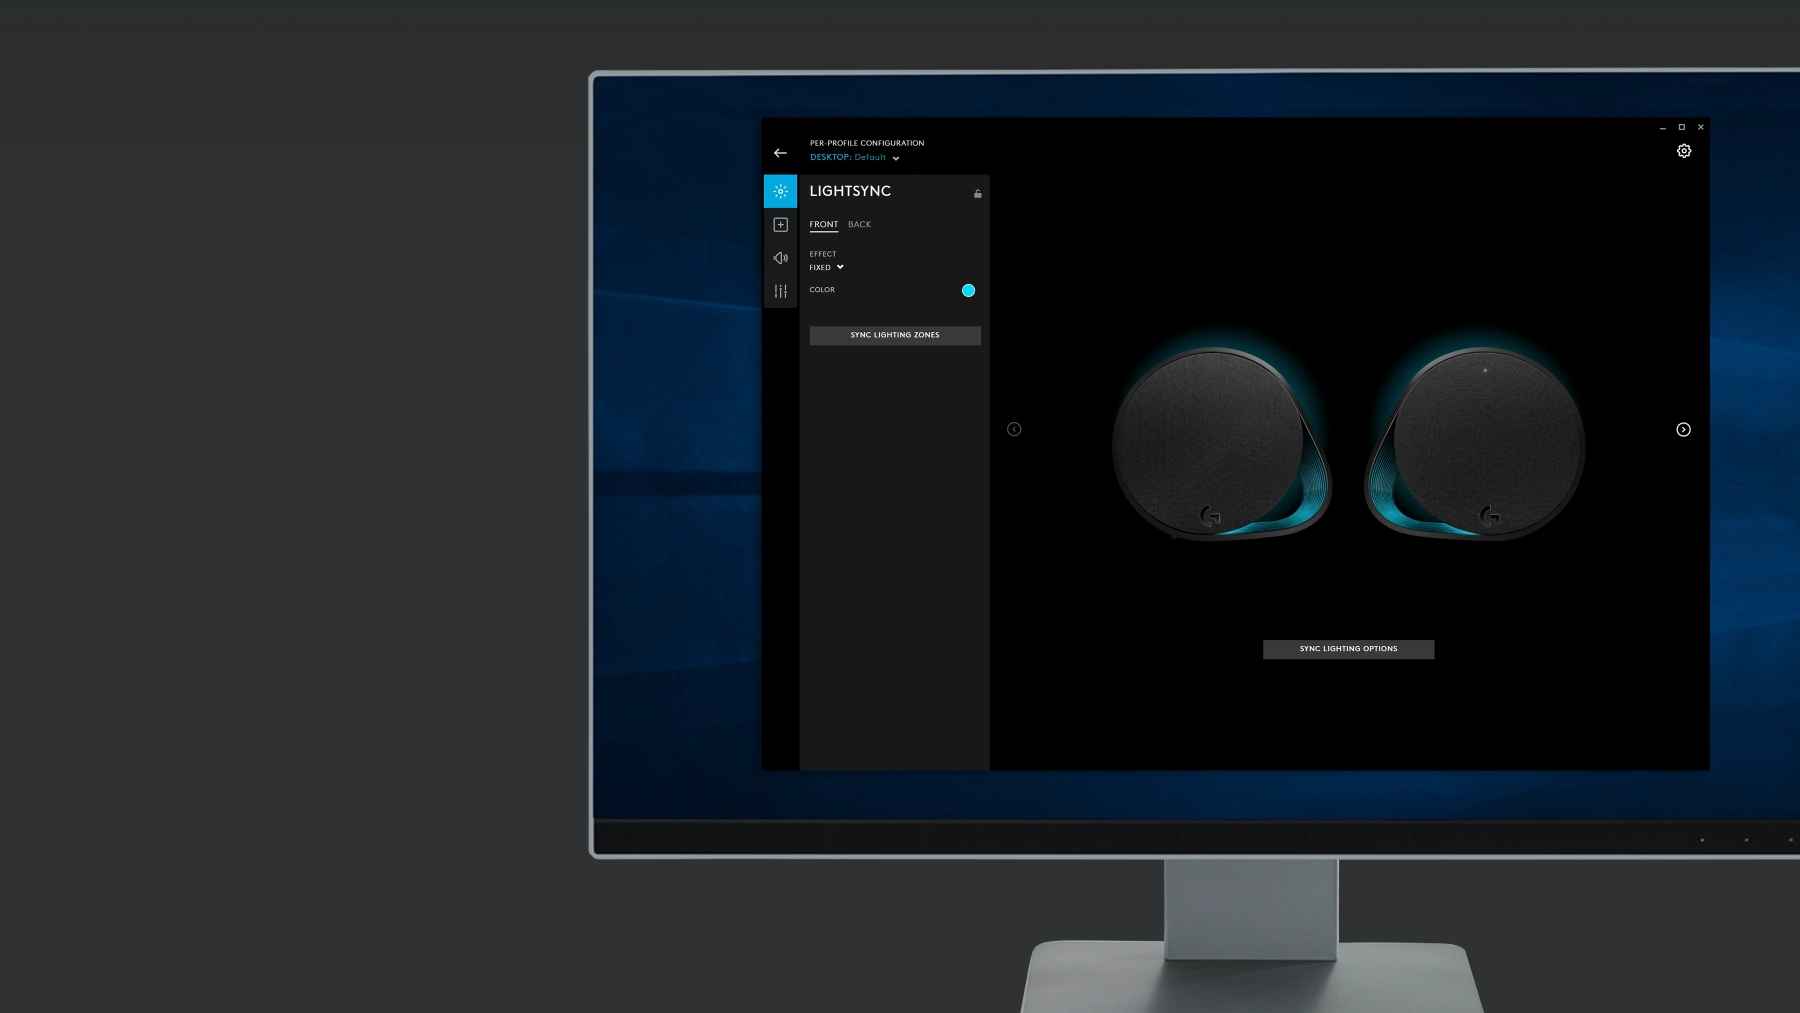 PER-PROFILE CONFIGURATION
DESKTOP: Default
LIGHTSYNC
FRONT BACK
EFFECT
FIXED
COLOR
SYNC LIGHTING ZONES
SYNC LIGHTING OPTIONS